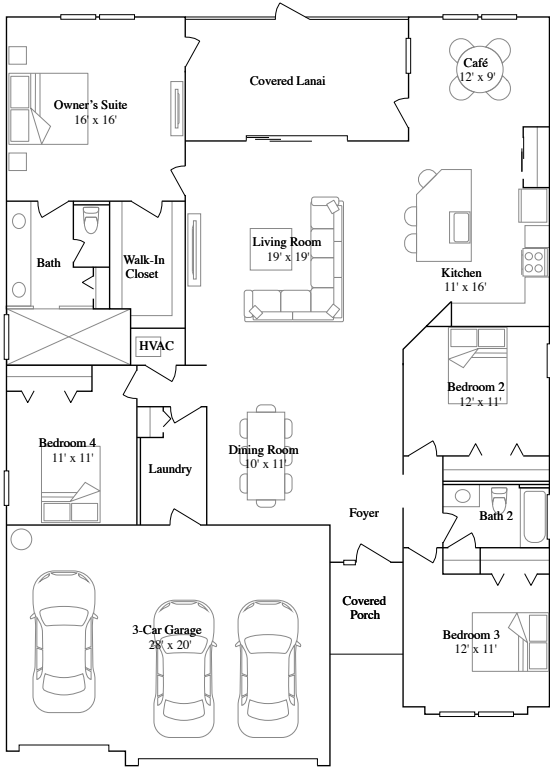 Café
12' x 9'
Covered Lanai
Owner's Suite
16' x 16'
Living Room
19' x 19'
Bath
Walk-In
Closet
Kitchen
11' x 16'
HVAC
Bedroom 2
12' x 11'
Bedroom 4
11' x 11'
Laundry
Dining Room
10' x 11'
Foyer
Bath 2
Covered
Porch
3-Car Garage
28' x 20'
Bedroom 3
12' x 11'